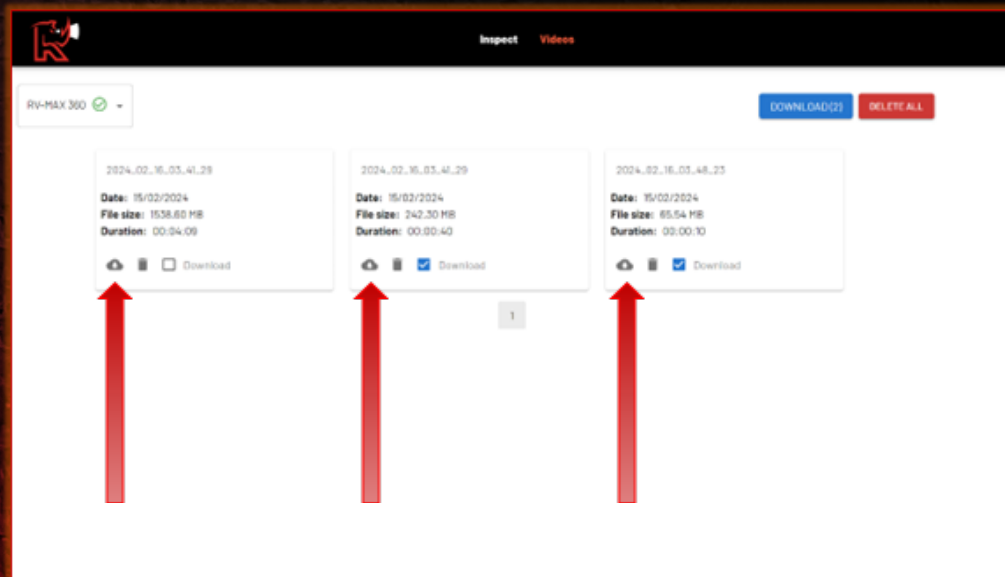 Inspect Videos
RV-MAX 360
DOWNLOAD(2) DELETE ALL
2024_02_16_03_41_29
Date: 15/02/2024
File size: 1538.60 MB
Duration: 00:04:09
Download
2024_02_16_03_41_29
Date: 15/02/2024
File size: 242.30 MB
Duration: 00:00:40
Download
2024_02_16_03_48_23
Date: 15/02/2024
File size: 65.54 MB
Duration: 00:00:10
Download
1